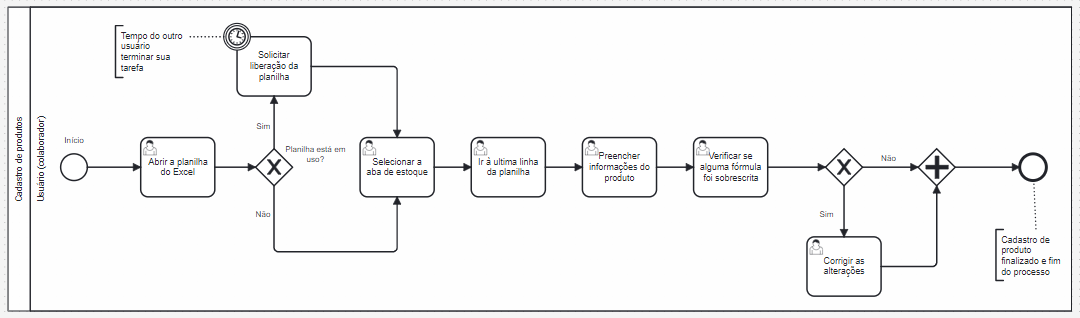 Cadastro de produtos
Usuário (colaborador)
Tempo do outro
usuário
terminar sua
tarefa
Solicitar
liberação da
planilha
Início
Abrir a planilha
do Excel
Sim
Planilha está em
uso?
Não
Selecionar a
aba de estoque
Ir à ultima linha
da planilha
Preencher
informações do
produto
Verificar se
alguma fórmula
foi sobrescrita
Não
Sim
Corrigir as
alterações
Cadastro de
produto
finalizado e fim
do processo